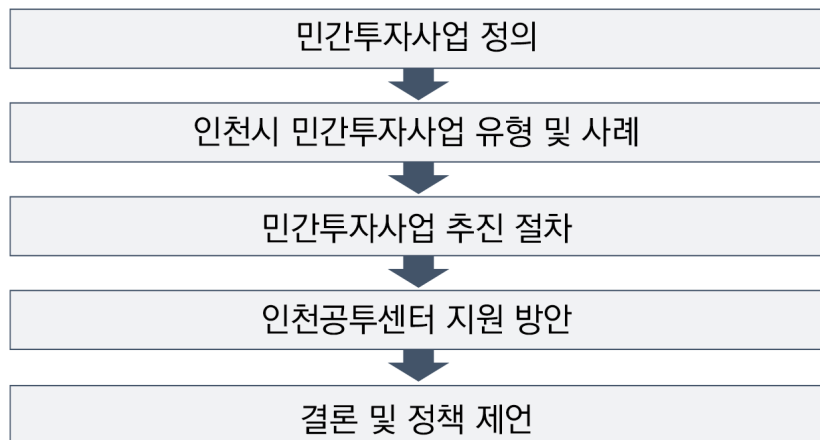 민간투자사업 정의
인천시 민간투자사업 유형 및 사례
민간투자사업 추진 절차
인천공투센터 지원 방안
결론 및 정책 제언